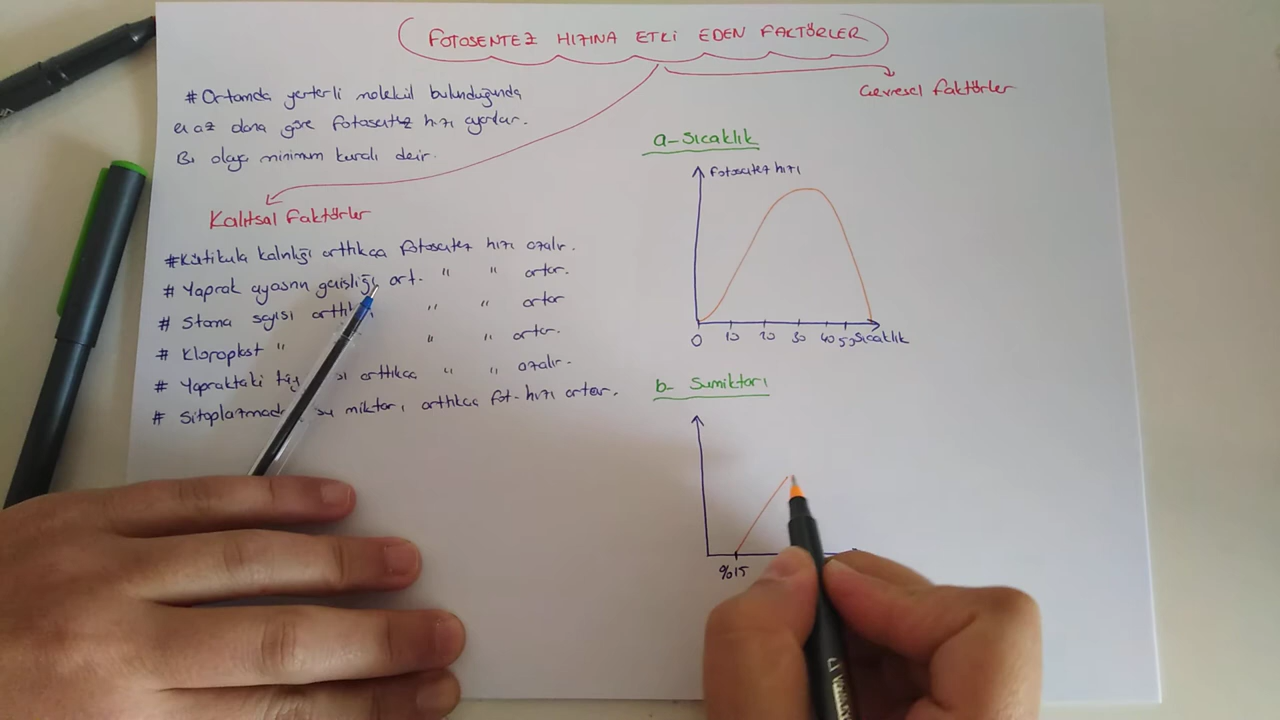 FOTOSENTEZ HIZINA ETKİ EDEN FAKTÖRLER
# Ortamda yeterli molekül bulunduğunda
en az olana göre fotosentez hızı ayarlar.
Bu olaya minimum kuralı denir.
Kalıtsal Faktörler
# Kütikula kalınlığı arttıkça fotosentez hızı azalır.
# Yaprak ayasının genişliği art. " " artar.
# Stoma sayısı " " artar
# Kloroplast " " " artar.
# Yapraktaki arttıkça " " azalır.
# Sitoplazmada su miktarı arttıkça fot. hızı artar.
Çevresel Faktörler
a- Sıcaklık
fotosentez hızı
0 10 20 30 40 50 Sıcaklık
b- Su miktarı
%15